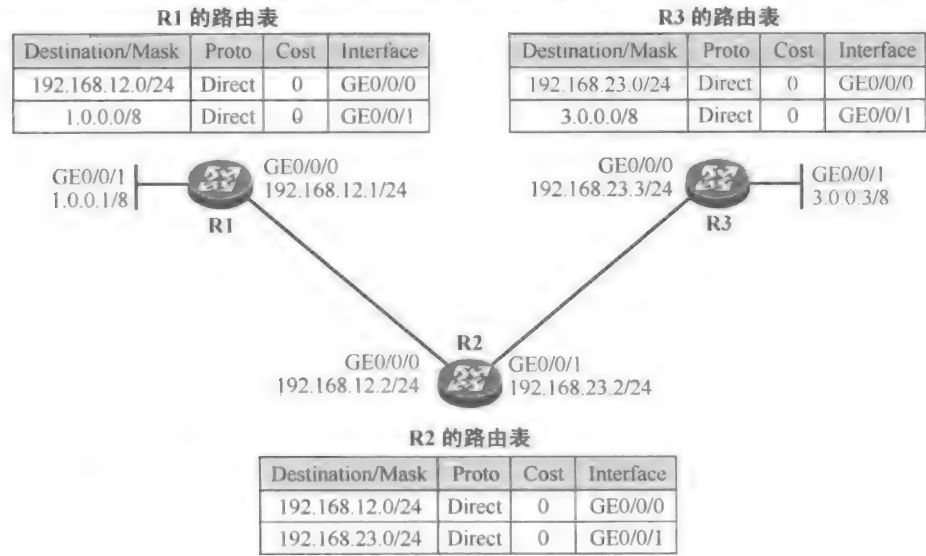 R1 的路由表
Destination/Mask Proto Cost Interface
192.168.12.0/24 Direct 0 GE0/0/0
1.0.0.0/8 Direct 0 GE0/0/1
R3 的路由表
Destination/Mask Proto Cost Interface
192.168.23.0/24 Direct 0 GE0/0/0
3.0.0.0/8 Direct 0 GE0/0/1
GE0/0/1
1.0.0.1/8
GE0/0/0
192.168.12.1/24
R1
GE0/0/0
192.168.23.3/24
GE0/0/1
3.0.0.3/8
R3
R2
GE0/0/0
192.168.12.2/24
GE0/0/1
192.168.23.2/24
R2 的路由表
Destination/Mask Proto Cost Interface
192.168.12.0/24 Direct 0 GE0/0/0
192.168.23.0/24 Direct 0 GE0/0/1